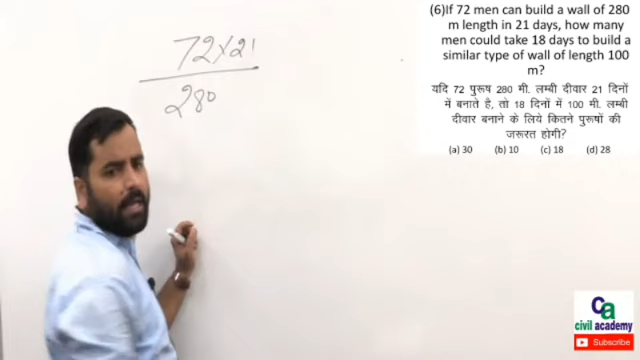 72×21
280
(6)If 72 men can build a wall of 280
m length in 21 days, how many
men could take 18 days to build a
similar type of wall of length 100
m?
यदि 72 पुरूष 280 मी. लम्बी दीवार 21 दिनों
में बनाते है, तो 18 दिनों में 100 मी. लम्बी
दीवार बनाने के लिये कितने पुरूषों की
जरूरत होगी?
(a) 30 (b) 10 (c) 18 (d) 28
ca
civil academy
Subscribe